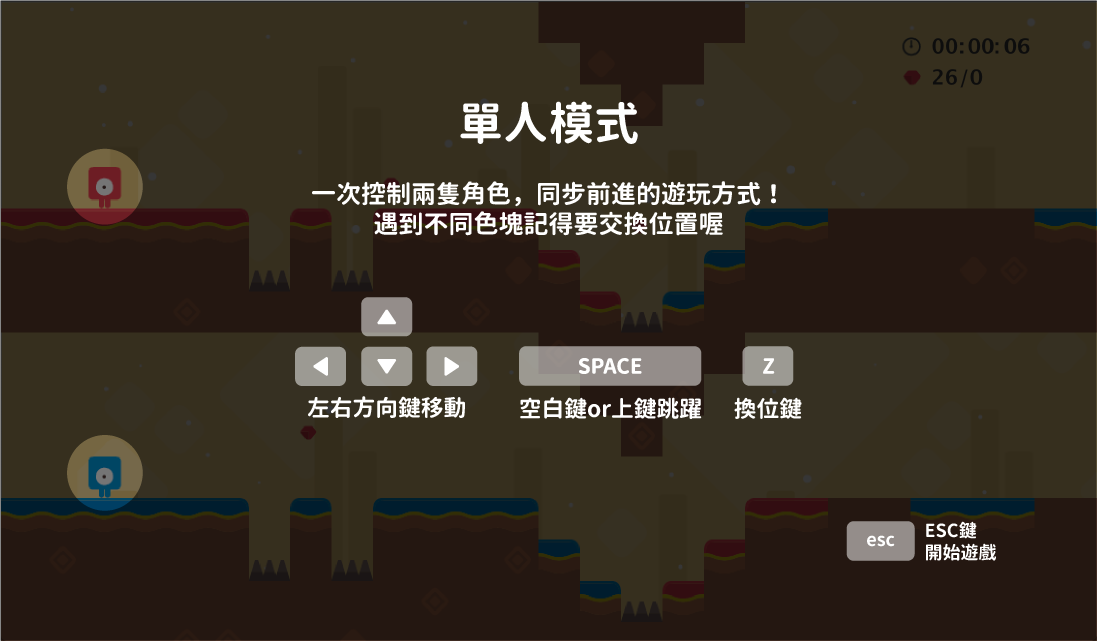 00:00:06
26/0
單人模式
一次控制兩隻角色，同步前進的遊玩方式！
遇到不同色塊記得要交換位置喔
SPACE
Z
左右方向鍵移動
空白鍵or上鍵跳躍
換位鍵
esc
ESC鍵
開始遊戲